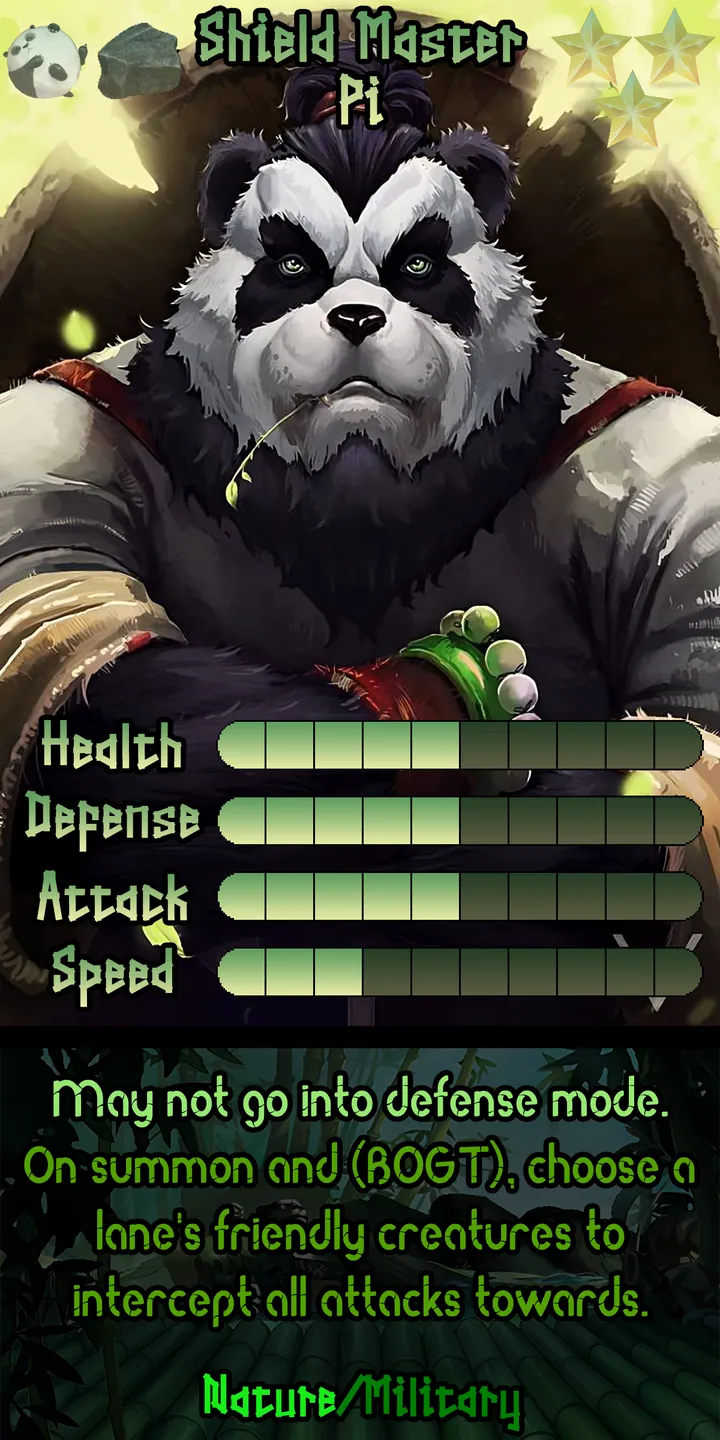 Shield Master
Pi
Health
Defense
Attack
Speed
May not go into defense mode.
On summon and (BOGT), choose a
lane's friendly creatures to
intercept all attacks towards.
Nature/Military